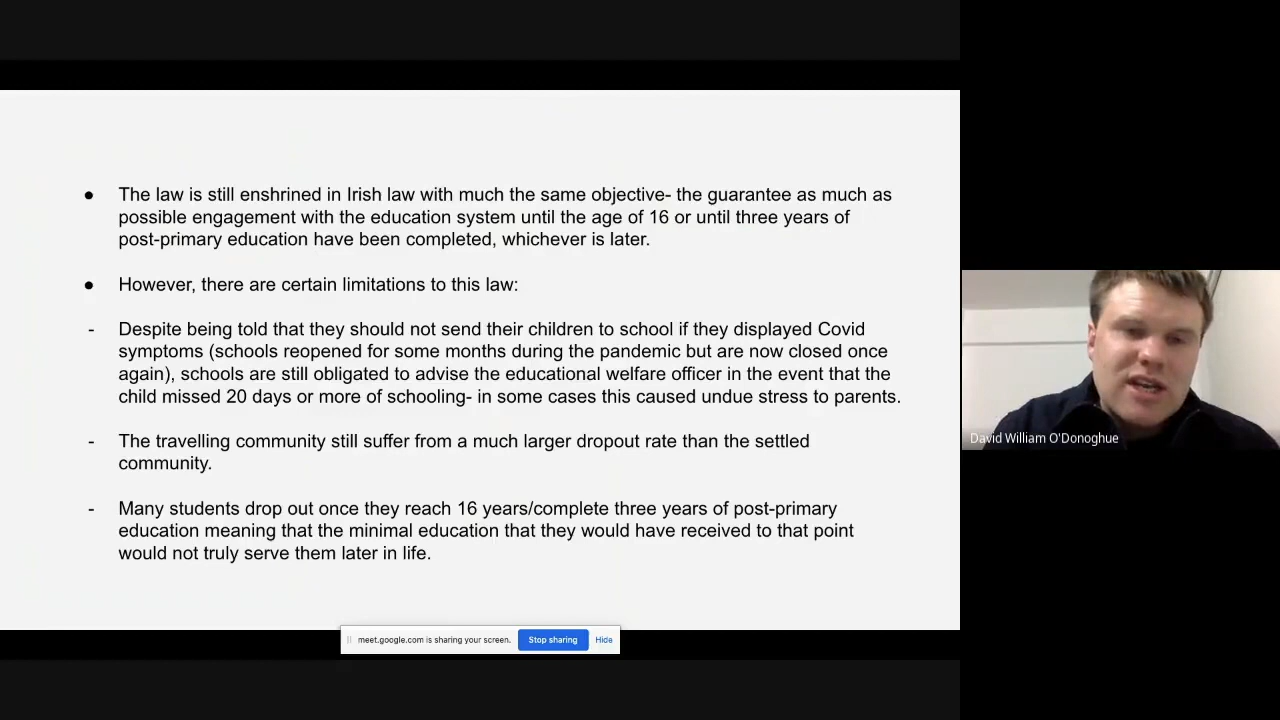 ● The law is still enshrined in Irish law with much the same objective- the guarantee as much as
possible engagement with the education system until the age of 16 or until three years of
post-primary education have been completed, whichever is later.
● However, there are certain limitations to this law:
- Despite being told that they should not send their children to school if they displayed Covid
symptoms (schools reopened for some months during the pandemic but are now closed once
again), schools are still obligated to advise the educational welfare officer in the event that the
child missed 20 days or more of schooling- in some cases this caused undue stress to parents.
- The travelling community still suffer from a much larger dropout rate than the settled
community.
- Many students drop out once they reach 16 years/complete three years of post-primary
education meaning that the minimal education that they would have received to that point
would not truly serve them later in life.
David William O'Donoghue
meet.google.com is sharing your screen. Stop sharing Hide